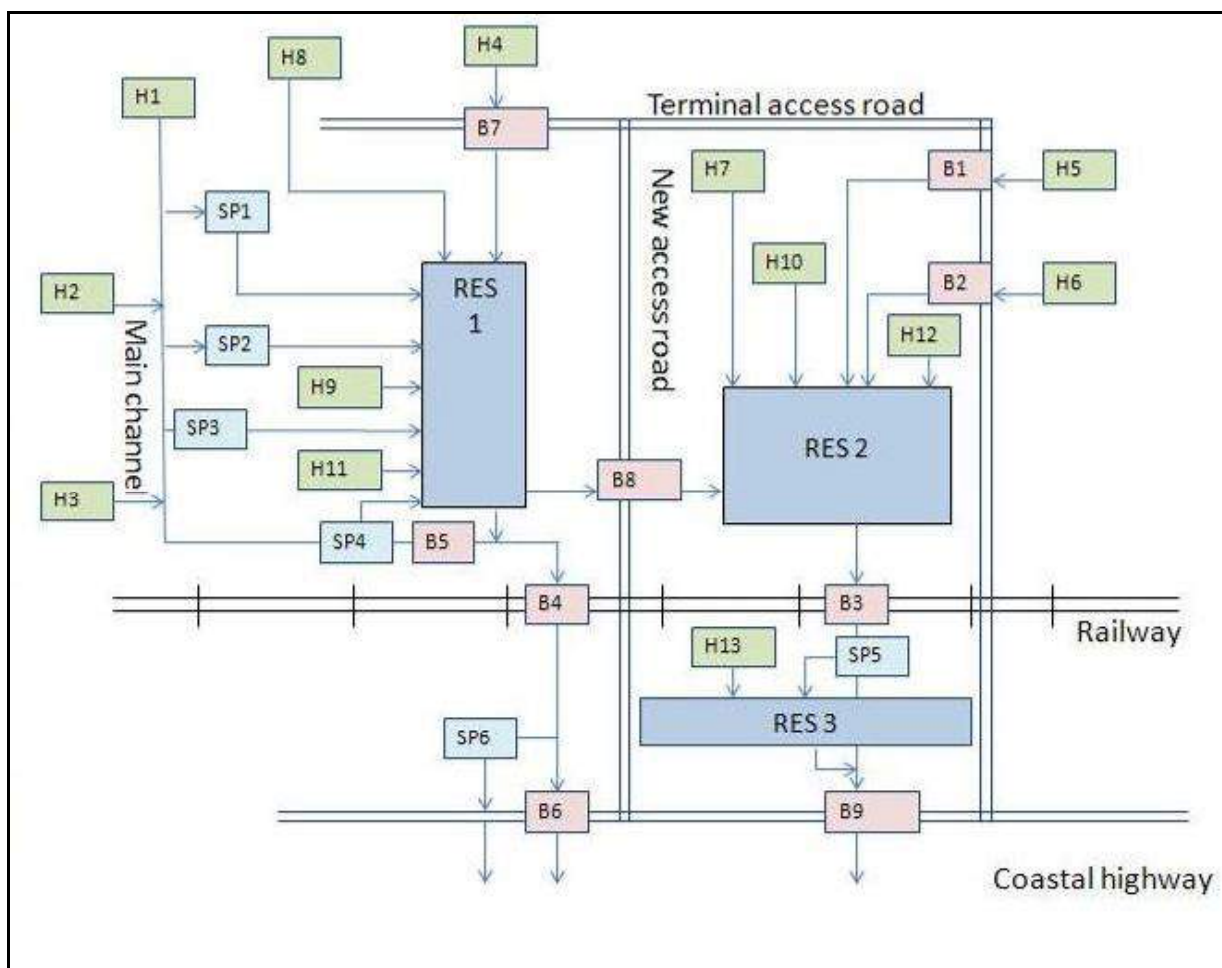 H4
H8
H1
Terminal access road
B7
H7
B1
H5
SP1
New access road
H10
RES
1
B2
H6
H2
Main channel
SP2
H12
H9
SP3
RES 2
H11
B8
H3
SP4
B5
B4
B3
Railway
H13
SP5
RES 3
SP6
B6
B9
Coastal highway